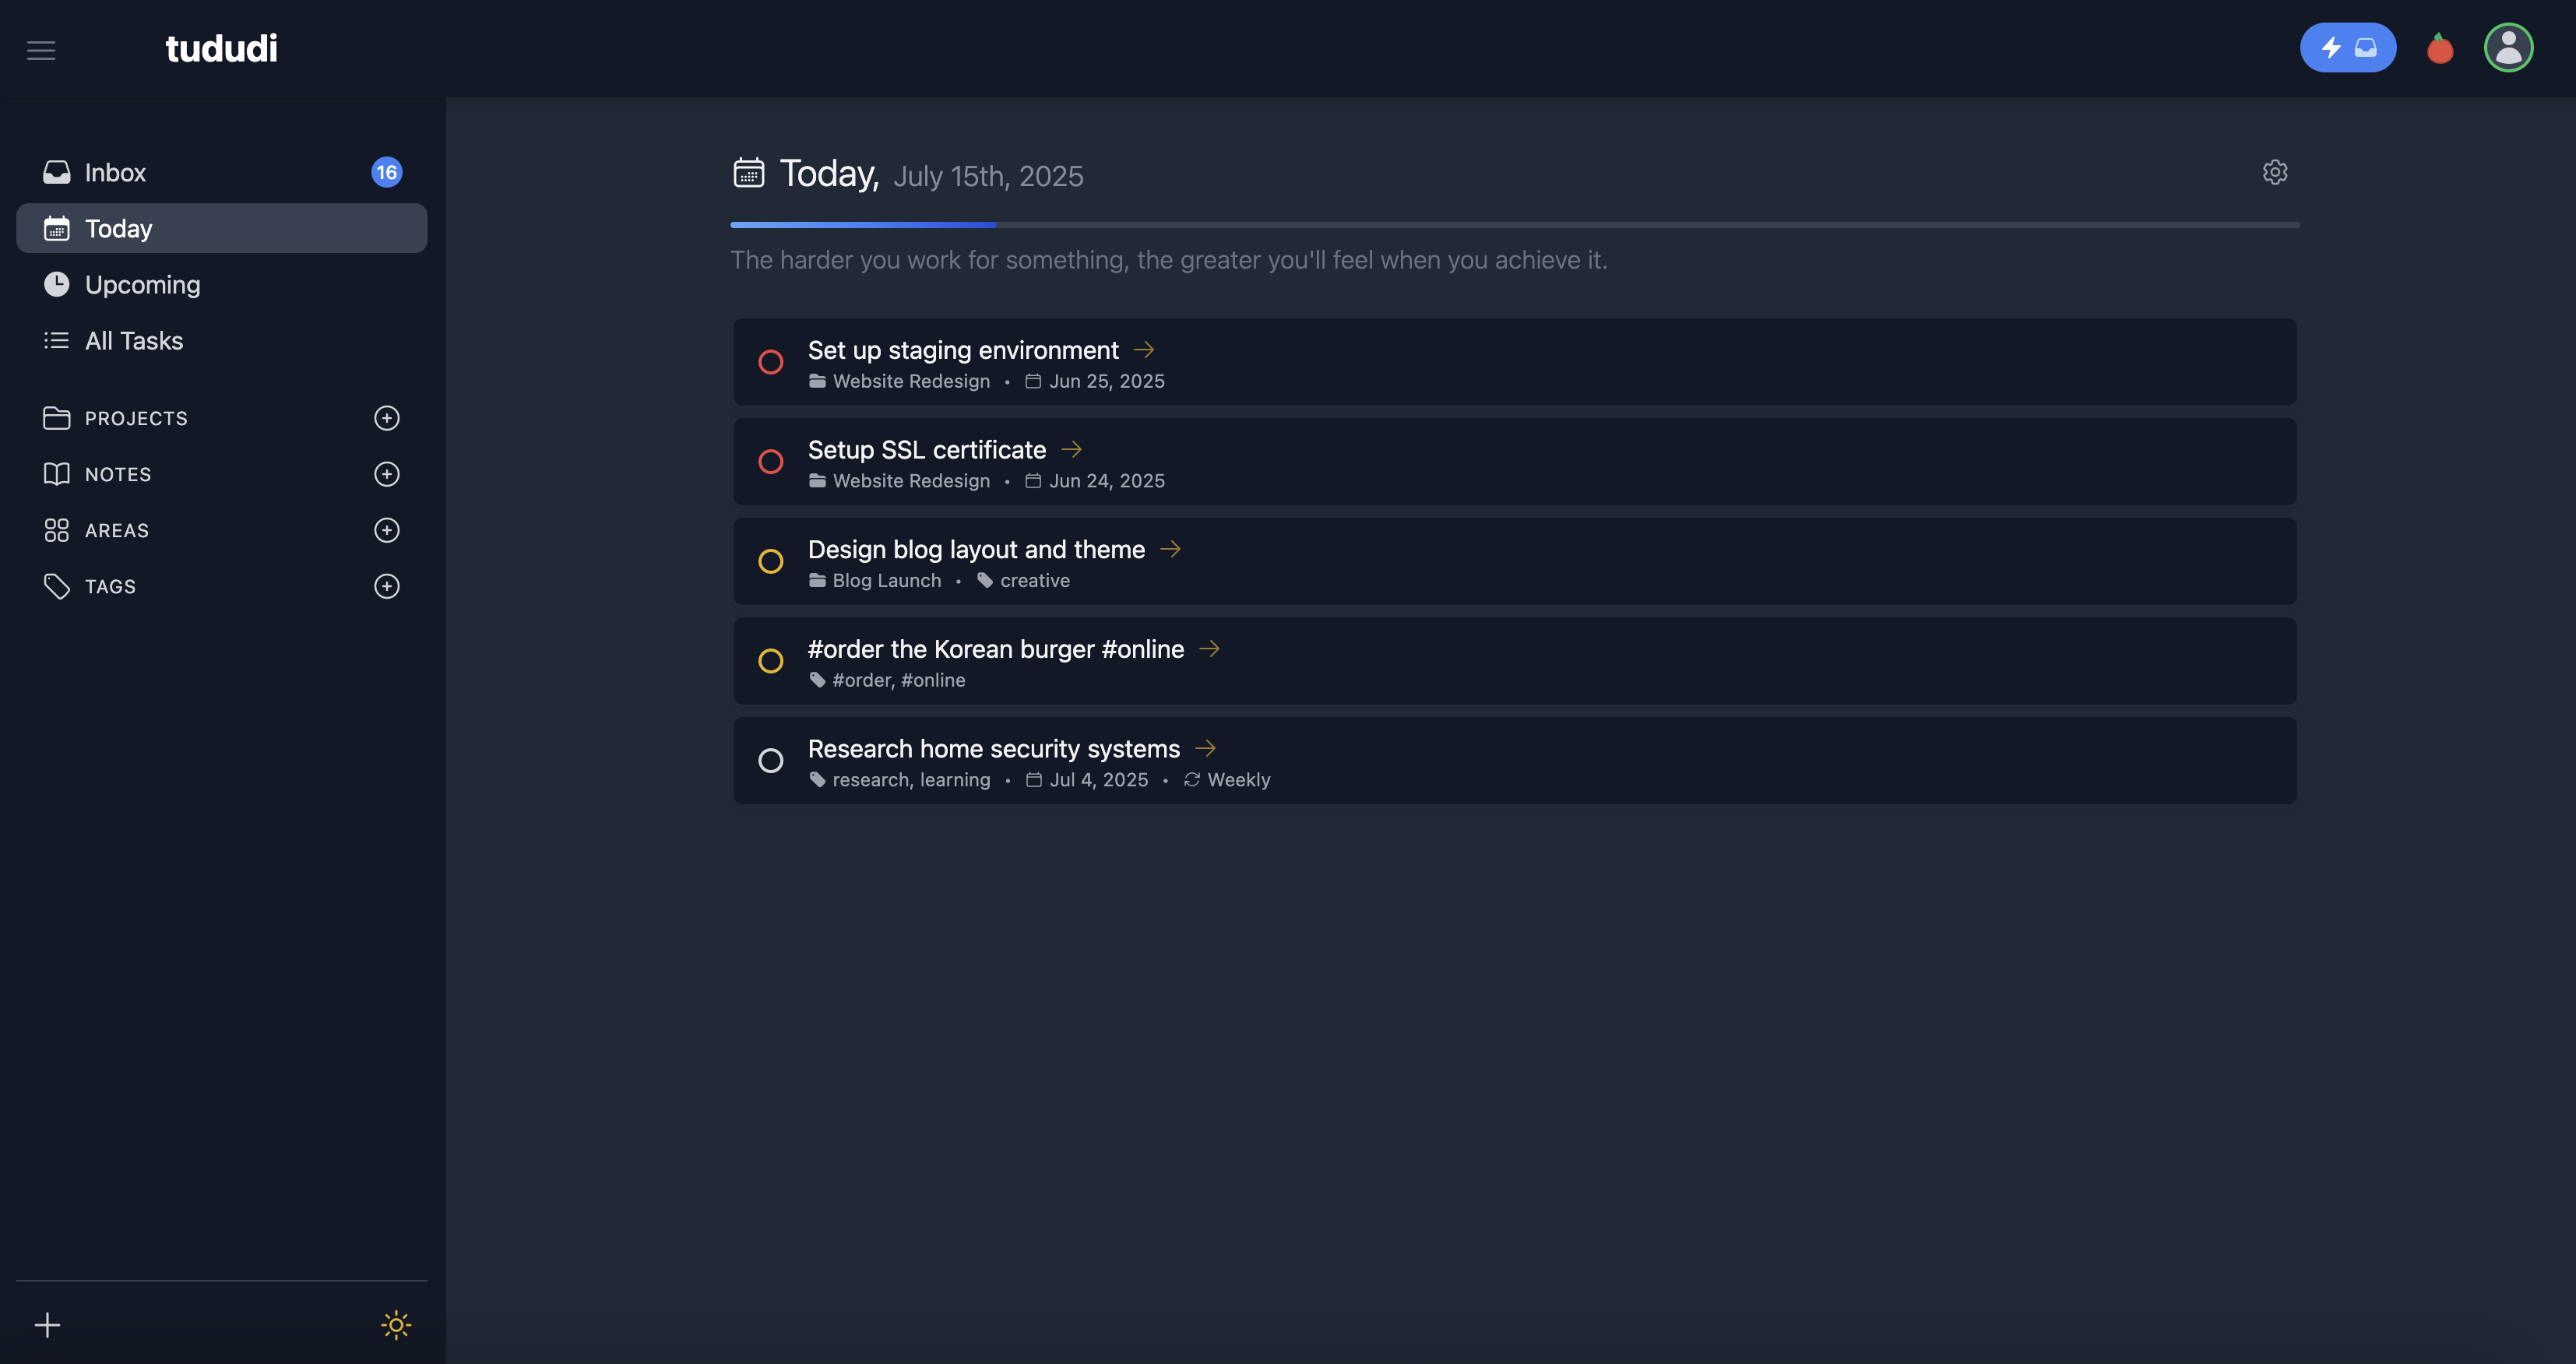 tududi
Inbox 16
Today
Upcoming
All Tasks
PROJECTS
NOTES
AREAS
TAGS
Today, July 15th, 2025
The harder you work for something, the greater you'll feel when you achieve it.
Set up staging environment →
Website Redesign • Jun 25, 2025
Setup SSL certificate →
Website Redesign • Jun 24, 2025
Design blog layout and theme →
Blog Launch • creative
#order the Korean burger #online →
#order, #online
Research home security systems →
research, learning • Jul 4, 2025 • Weekly